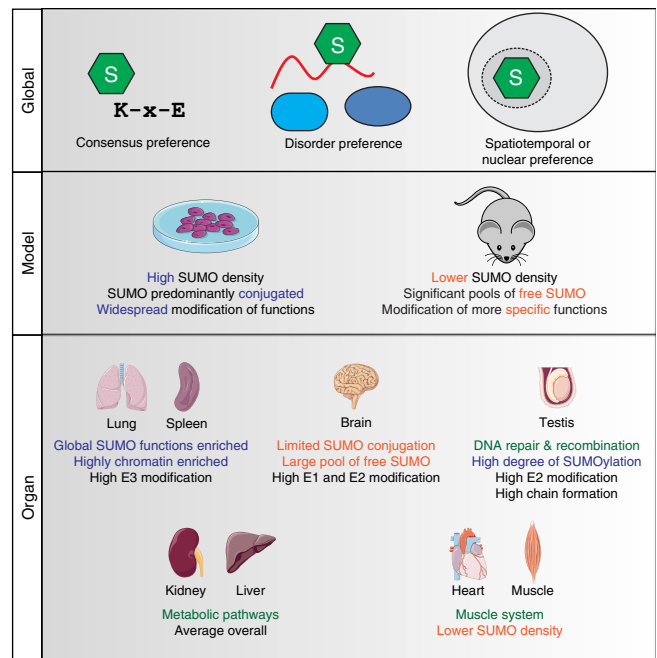 Global
S
K-x-E
Consensus preference
S
Disorder preference
S
Spatiotemporal or
nuclear preference
Model
High SUMO density
SUMO predominantly conjugated
Widespread modification of functions
Lower SUMO density
Significant pools of free SUMO
Modification of more specific functions
Organ
Lung
Spleen
Global SUMO functions enriched
Highly chromatin enriched
High E3 modification
Brain
Limited SUMO conjugation
Large pool of free SUMO
High E1 and E2 modification
Testis
DNA repair & recombination
High degree of SUMOylation
High E2 modification
High chain formation
Kidney
Liver
Metabolic pathways
Average overall
Heart
Muscle
Muscle system
Lower SUMO density